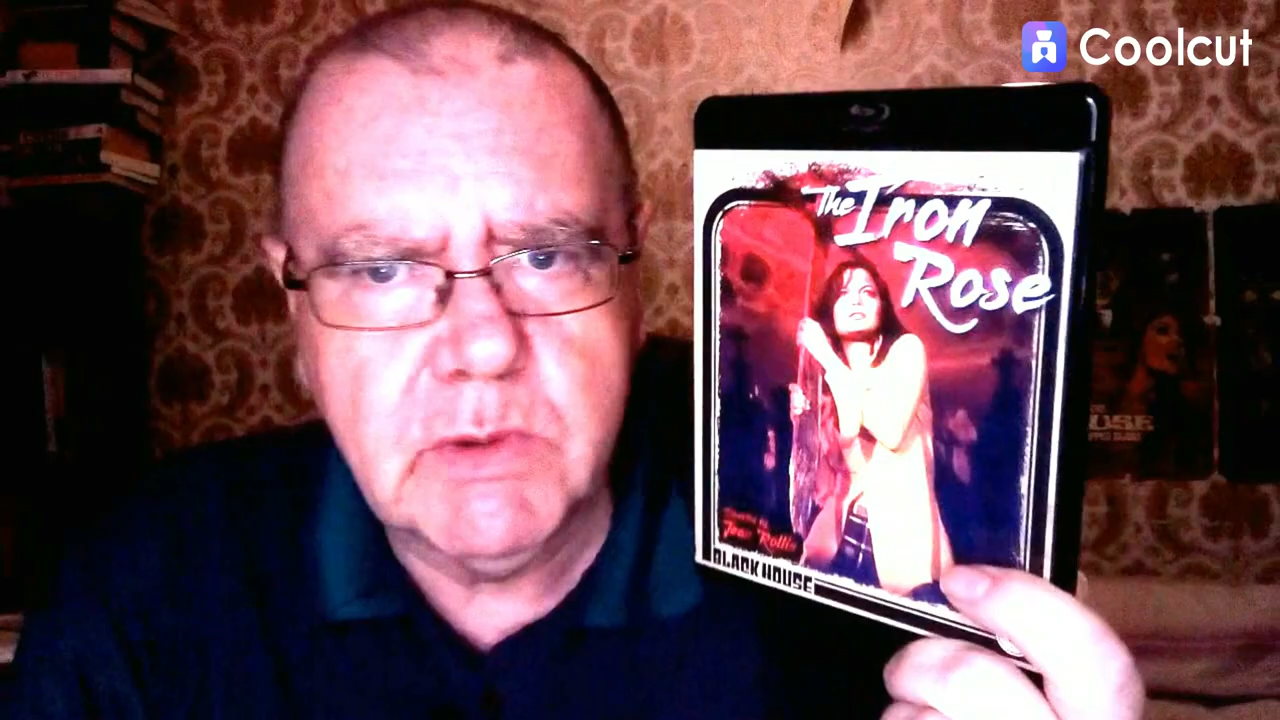 Coolcut
The Iron
Rose
Directed by
Jean Rollin
BLACK HOUSE